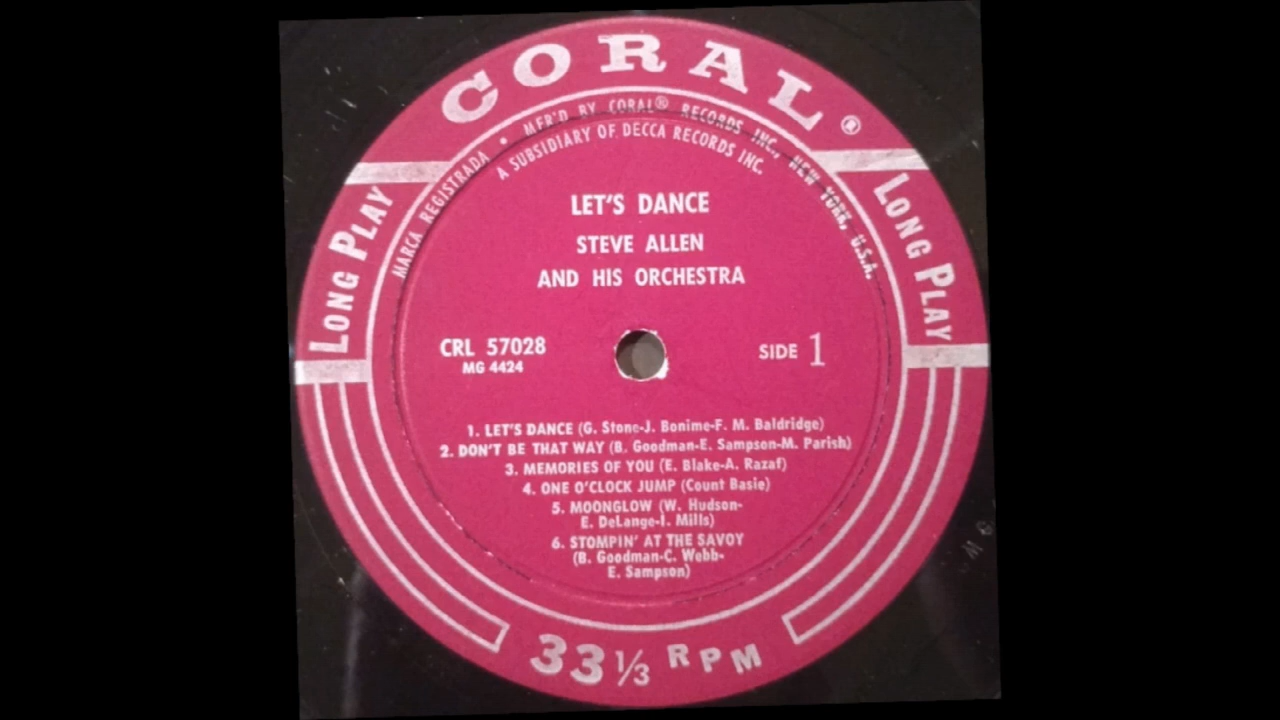 CORAL®
MARCA REGISTRADA • MFR'D BY CORAL® RECORDS INC., NEW YORK, U.S.A.
A SUBSIDIARY OF DECCA RECORDS INC.
LONG PLAY
LONG PLAY
LET'S DANCE
STEVE ALLEN
AND HIS ORCHESTRA
CRL 57028
MG 4424
SIDE 1
1. LET'S DANCE (G. Stone-J. Bonime-F. M. Baldridge)
2. DON'T BE THAT WAY (B. Goodman-E. Sampson-M. Parish)
3. MEMORIES OF YOU (E. Blake-A. Razaf)
4. ONE O'CLOCK JUMP (Count Basie)
5. MOONGLOW (W. Hudson-
E. DeLange-I. Mills)
6. STOMPIN' AT THE SAVOY
(B. Goodman-C. Webb-
E. Sampson)
33 1/3 RPM